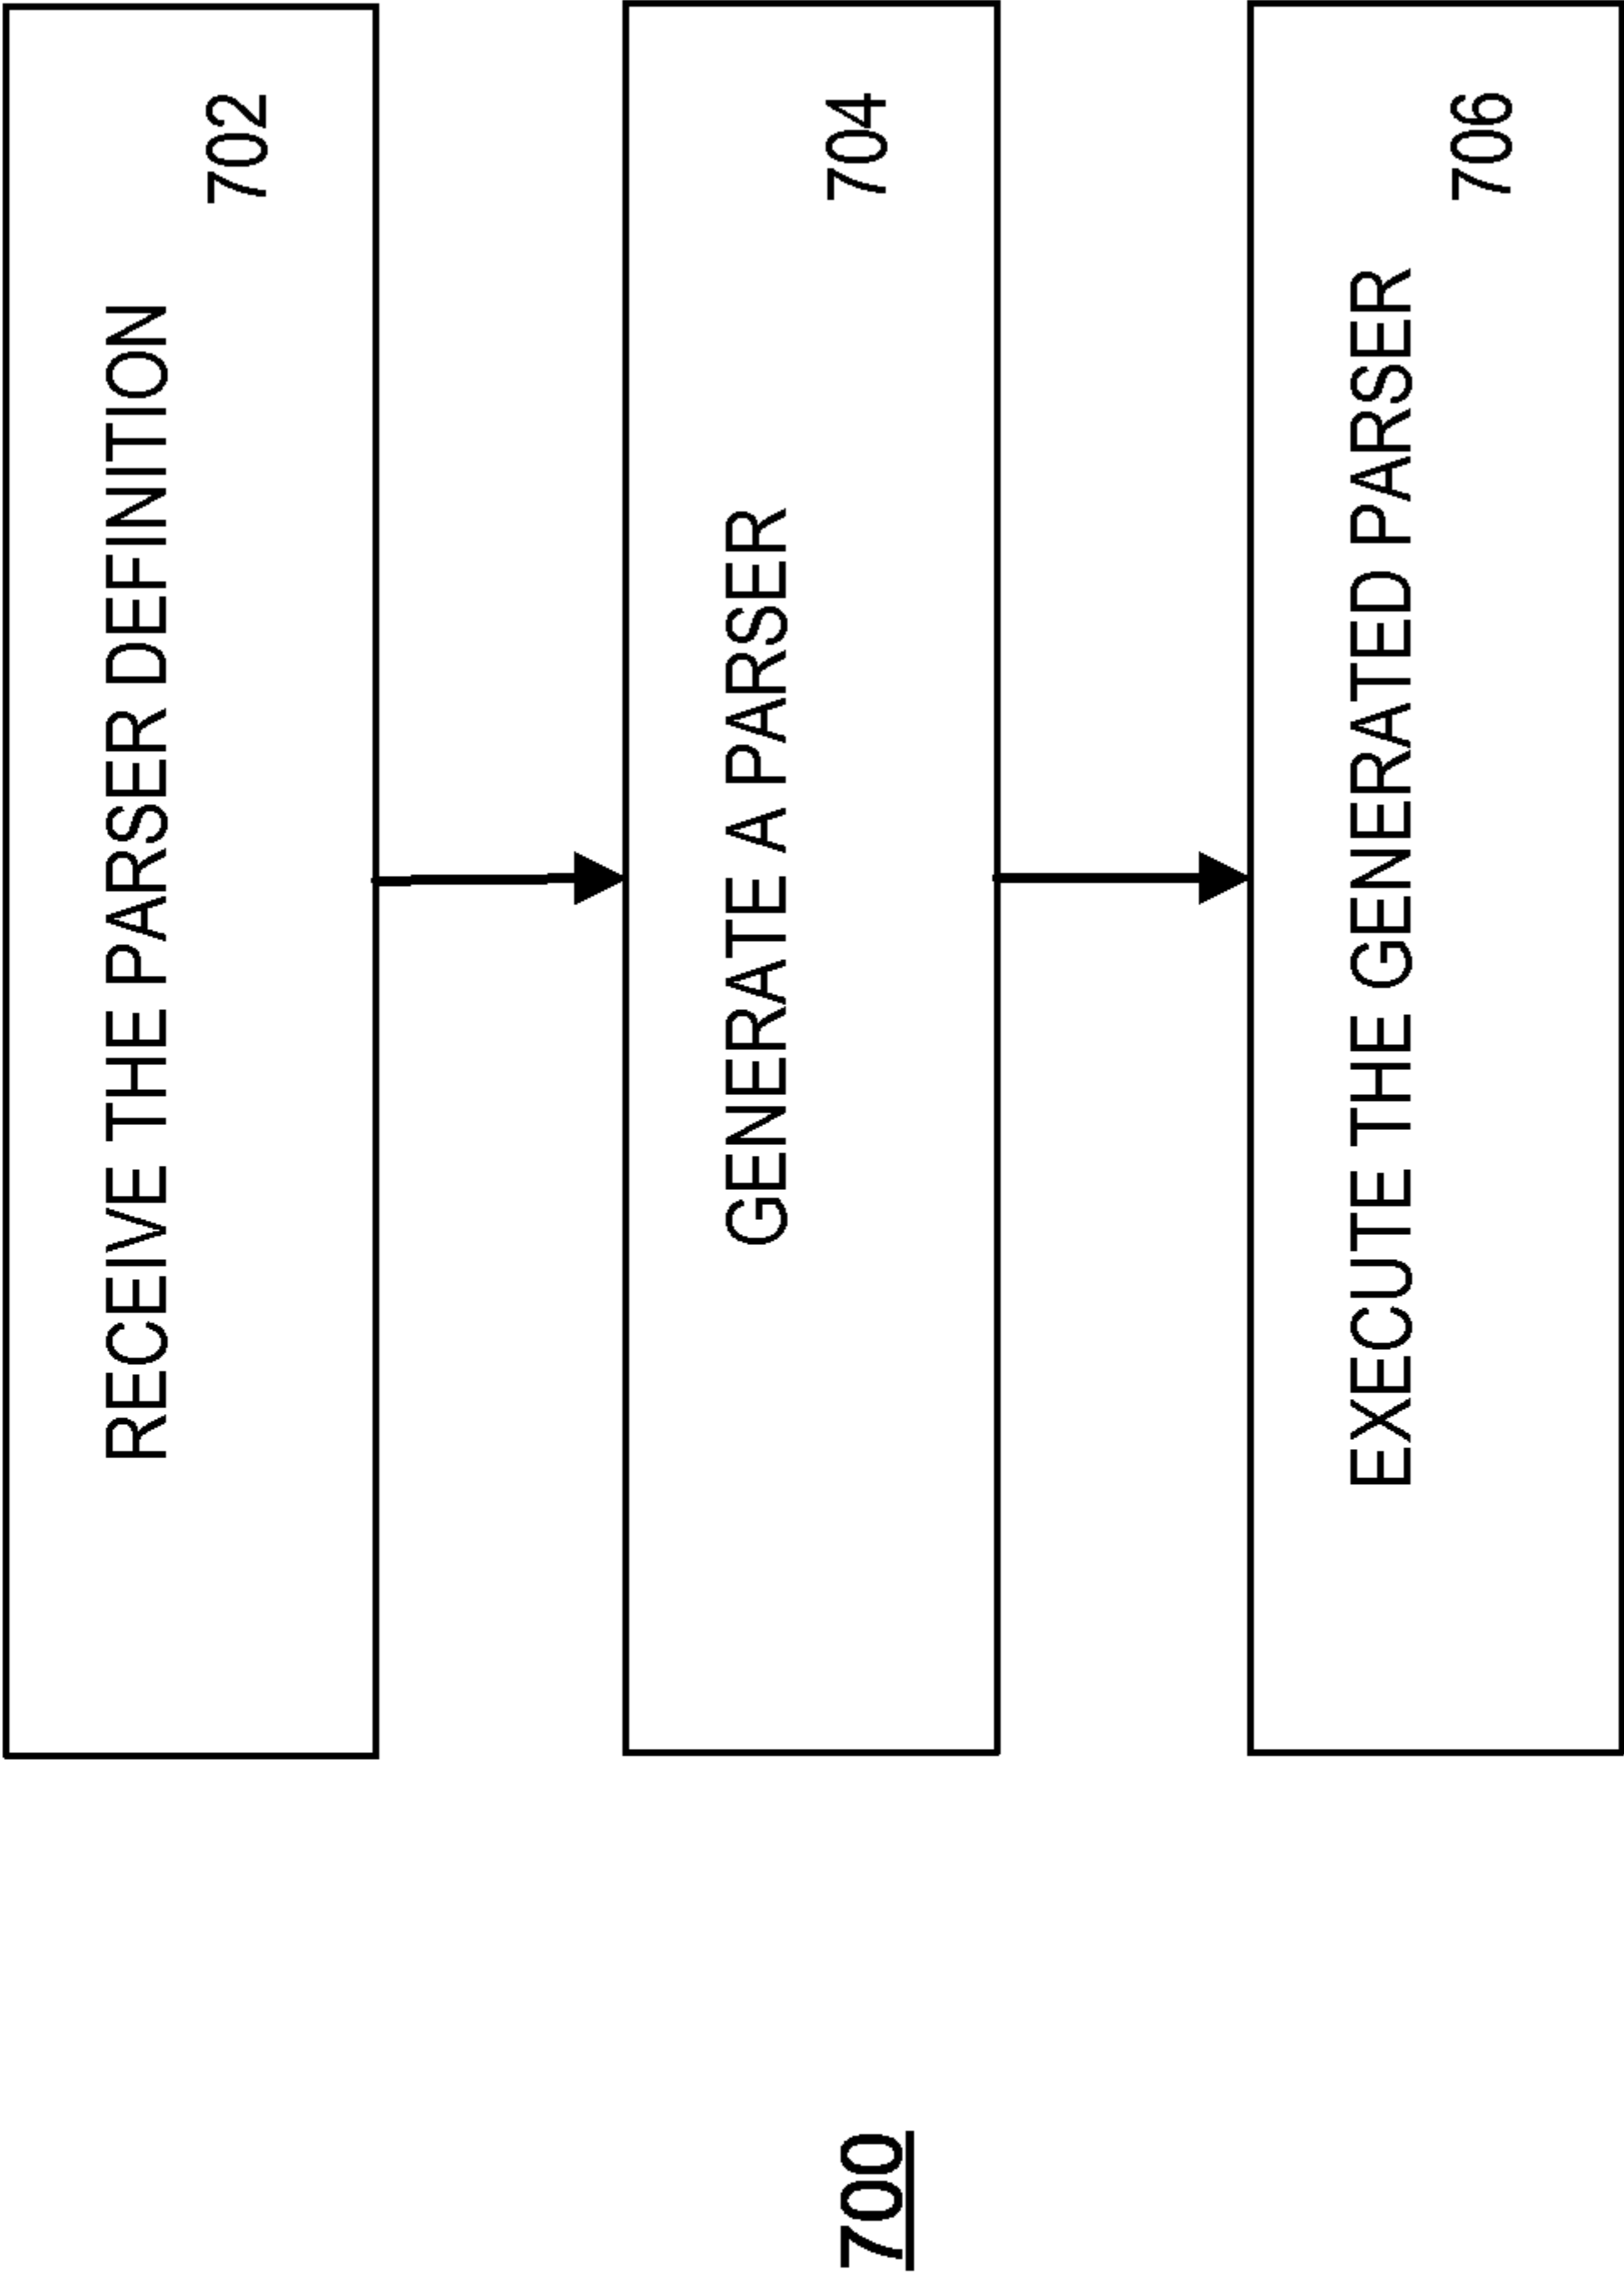 RECEIVE THE PARSER DEFINITION
702
GENERATE A PARSER
704
EXECUTE THE GENERATED PARSER
706
700